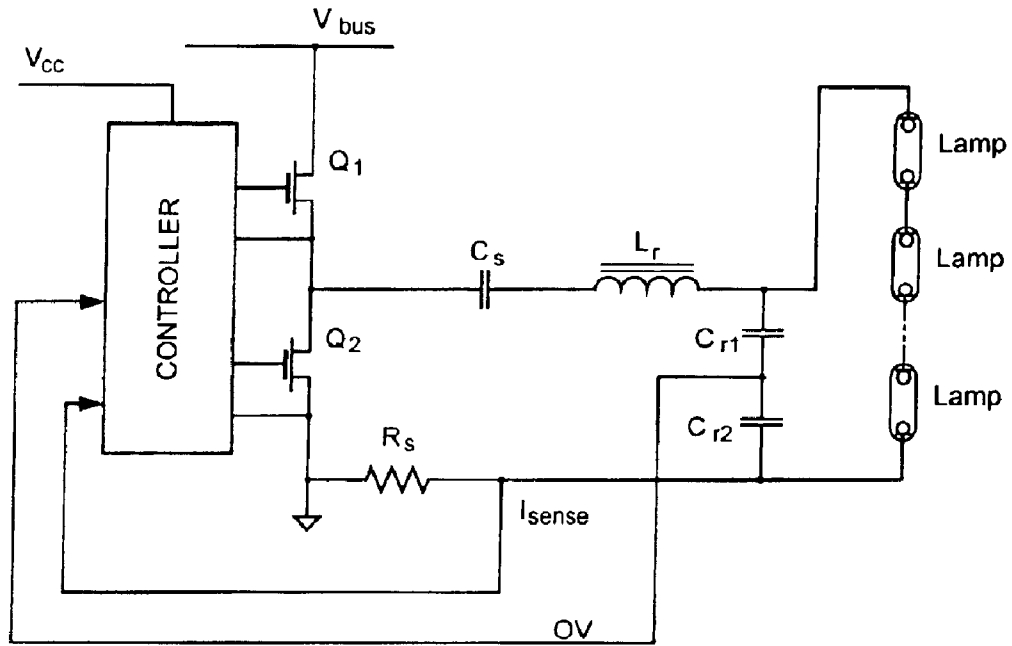 V bus
Vcc
Q1
CONTROLLER
Cs
Lr
Lamp
Lamp
Q2
Cr1
Lamp
Cr2
Rs
Isense
OV